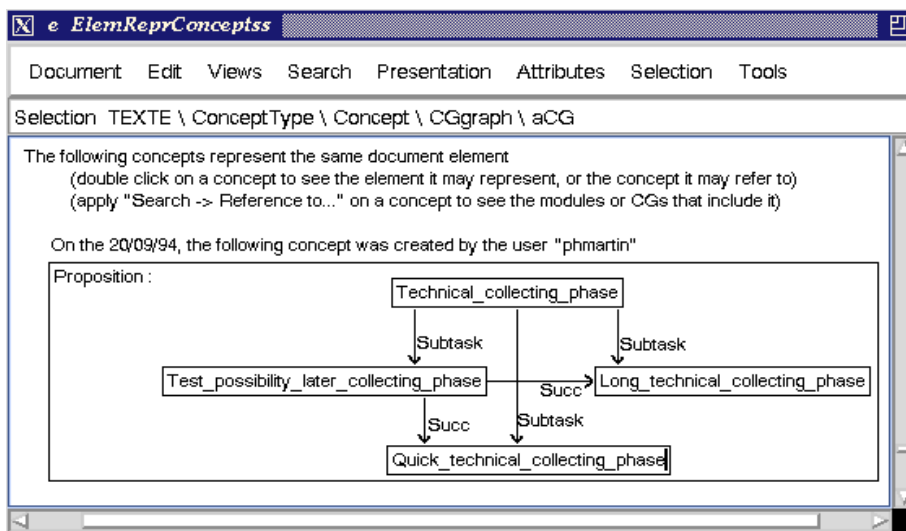 e ElemReprConceptss
Document Edit Views Search Presentation Attributes Selection Tools
Selection TEXTE \ ConceptType \ Concept \ CGgraph \ aCG
The following concepts represent the same document element
(double click on a concept to see the element it may represent, or the concept it may refer to)
(apply "Search -> Reference to..." on a concept to see the modules or CGs that include it)
On the 20/09/94, the following concept was created by the user "phmartin"
Proposition :
Technical_collecting_phase
Subtask
Subtask
Test_possibility_later_collecting_phase
Succ
Long_technical_collecting_phase
Succ
Subtask
Quick_technical_collecting_phase